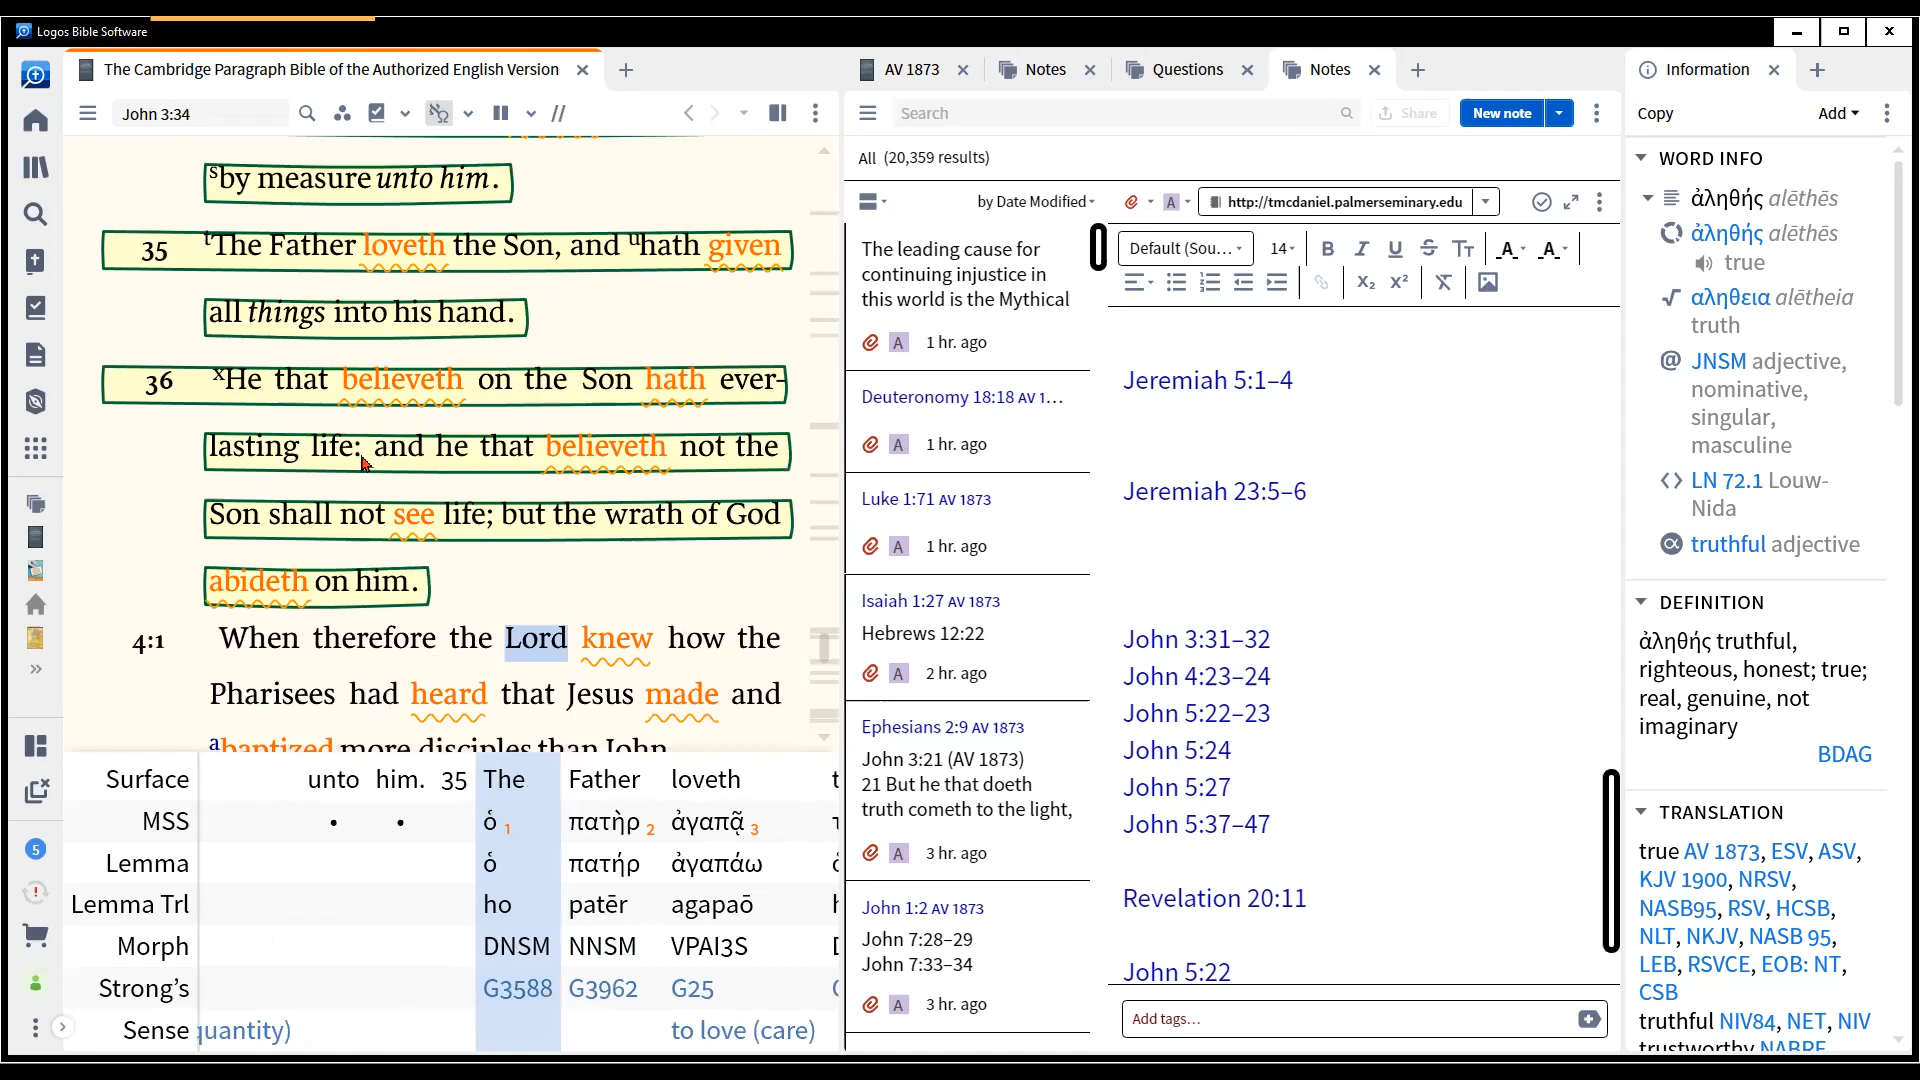 Logos Bible Software
The Cambridge Paragraph Bible of the Authorized English Version
John 3:34
sby measure unto him.
35 tThe Father loveth the Son, and uhath given
all things into his hand.
36 xHe that believeth on the Son hath ever-
lasting life: and he that believeth not the
Son shall not see life; but the wrath of God
abideth on him.
4:1 When therefore the Lord knew how the
Pharisees had heard that Jesus made and
abaptized more disciples than John,
Surface unto him. 35 The Father loveth
MSS • • ὁ 1 πατὴρ 2 ἀγαπᾷ 3
Lemma ὁ πατήρ ἀγαπάω
Lemma Trl ho patēr agapaō
Morph DNSM NNSM VPAI3S
Strong's G3588 G3962 G25
Sense quantity) to love (care)
5
AV 1873 Notes Questions Notes
Search Share New note
All (20,359 results)
by Date Modified A http://tmcdaniel.palmerseminary.edu
The leading cause for
continuing injustice in
this world is the Mythical
A 1 hr. ago
Deuteronomy 18:18 AV 1…
A 1 hr. ago
Luke 1:71 AV 1873
A 1 hr. ago
Isaiah 1:27 AV 1873
Hebrews 12:22
A 2 hr. ago
Ephesians 2:9 AV 1873
John 3:21 (AV 1873)
21 But he that doeth
truth cometh to the light,
A 3 hr. ago
John 1:2 AV 1873
John 7:28–29
John 7:33–34
A 3 hr. ago
Default (Sou… 14 B I U S Tт A A
X₂ X²
Jeremiah 5:1–4
Jeremiah 23:5–6
John 3:31–32
John 4:23–24
John 5:22–23
John 5:24
John 5:27
John 5:37–47
Revelation 20:11
John 5:22
Add tags…
Information
Copy Add
WORD INFO
ἀληθής alēthēs
ἀληθής alēthēs
true
αληθεια alētheia
truth
JNSM adjective,
nominative,
singular,
masculine
LN 72.1 Louw-
Nida
truthful adjective
DEFINITION
ἀληθής truthful,
righteous, honest; true;
real, genuine, not
imaginary
BDAG
TRANSLATION
true AV 1873, ESV, ASV,
KJV 1900, NRSV,
NASB95, RSV, HCSB,
NLT, NKJV, NASB 95,
LEB, RSVCE, EOB: NT,
CSB
truthful NIV84, NET, NIV
trustworthy NABRE